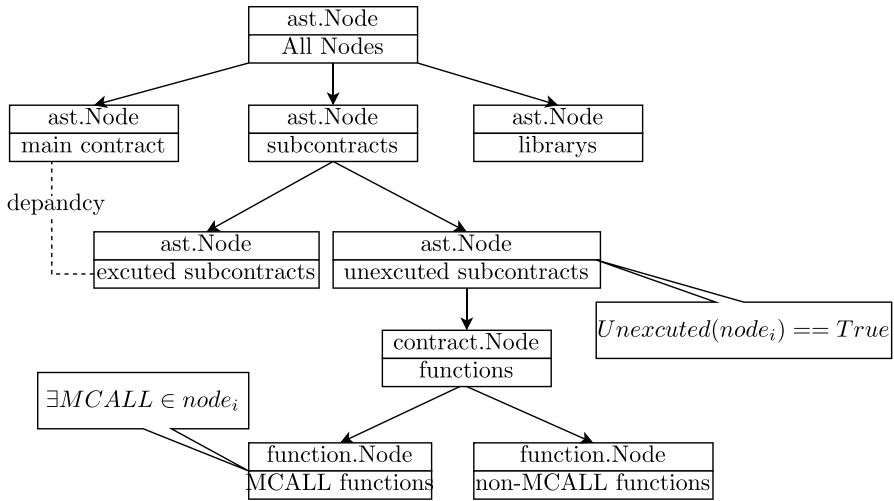 ast.Node
All Nodes
ast.Node
main contract
ast.Node
subcontracts
ast.Node
librarys
depandcy
ast.Node
excuted subcontracts
ast.Node
unexcuted subcontracts
Unexcuted(node_i) == True
contract.Node
functions
∃MCALL ∈ node_i
function.Node
MCALL functions
function.Node
non-MCALL functions